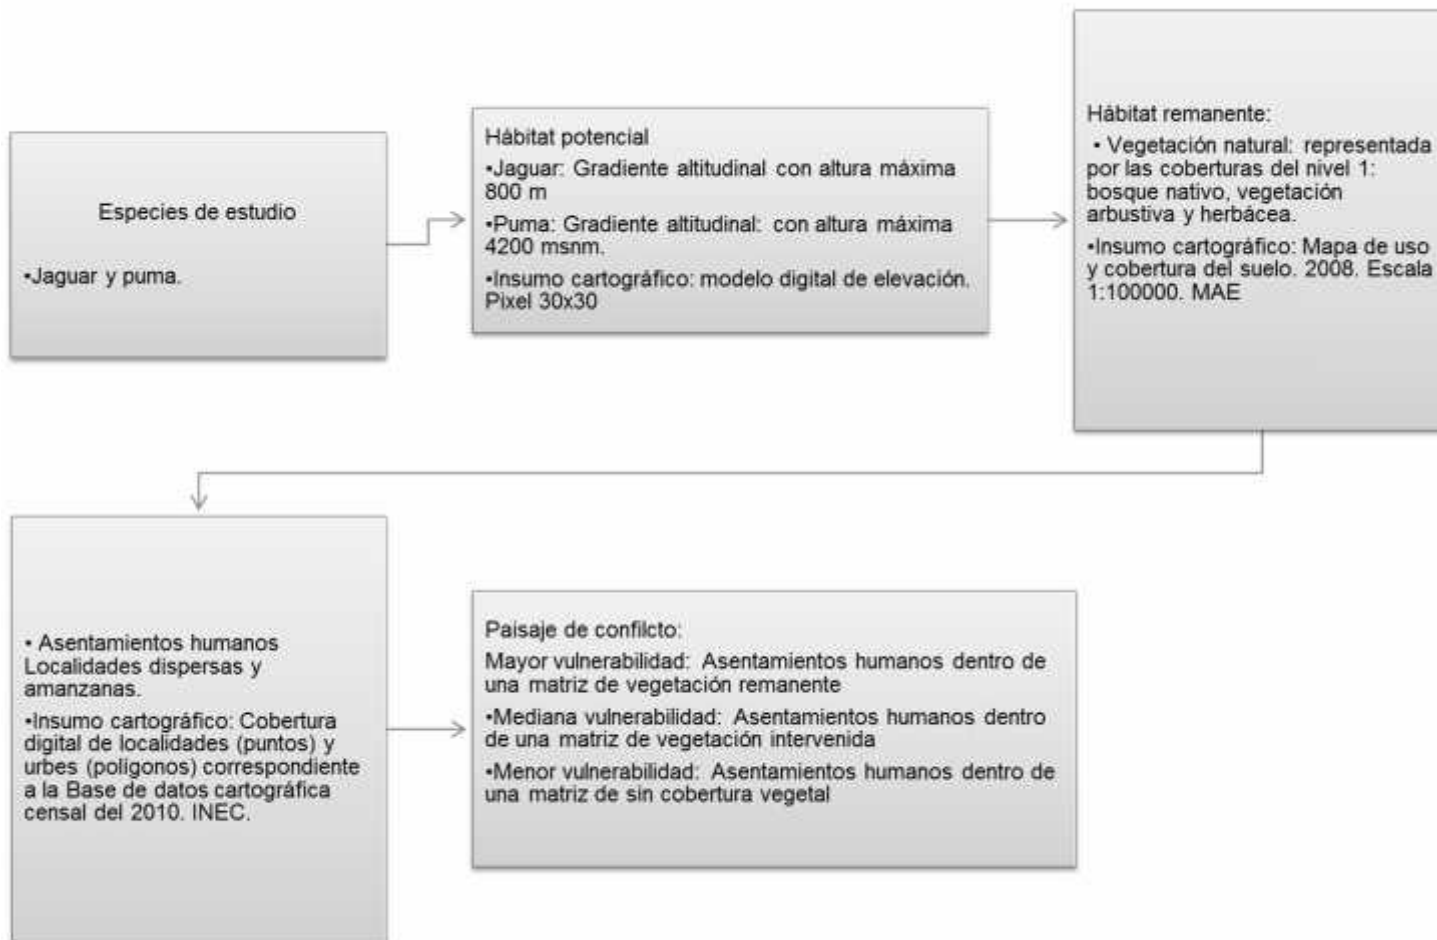 Especies de estudio
•Jaguar y puma.
Hábitat potencial
•Jaguar: Gradiente altitudinal con altura máxima
800 m
•Puma: Gradiente altitudinal: con altura máxima
4200 msnm.
•Insumo cartográfico: modelo digital de elevación.
Pixel 30x30
Hábitat remanente:
• Vegetación natural: representada
por las coberturas del nivel 1:
bosque nativo, vegetación
arbustiva y herbácea.
•Insumo cartográfico: Mapa de uso
y cobertura del suelo. 2008. Escala
1:100000. MAE
• Asentamientos humanos
Localidades dispersas y
amanzanas.
•Insumo cartográfico: Cobertura
digital de localidades (puntos) y
urbes (polígonos) correspondiente
a la Base de datos cartográfica
censal del 2010. INEC.
Paisaje de confilcto:
Mayor vulnerabilidad: Asentamientos humanos dentro de
una matriz de vegetación remanente
•Mediana vulnerabilidad: Asentamientos humanos dentro
de una matriz de vegetación intervenida
•Menor vulnerabilidad: Asentamientos humanos dentro de
una matriz de sin cobertura vegetal